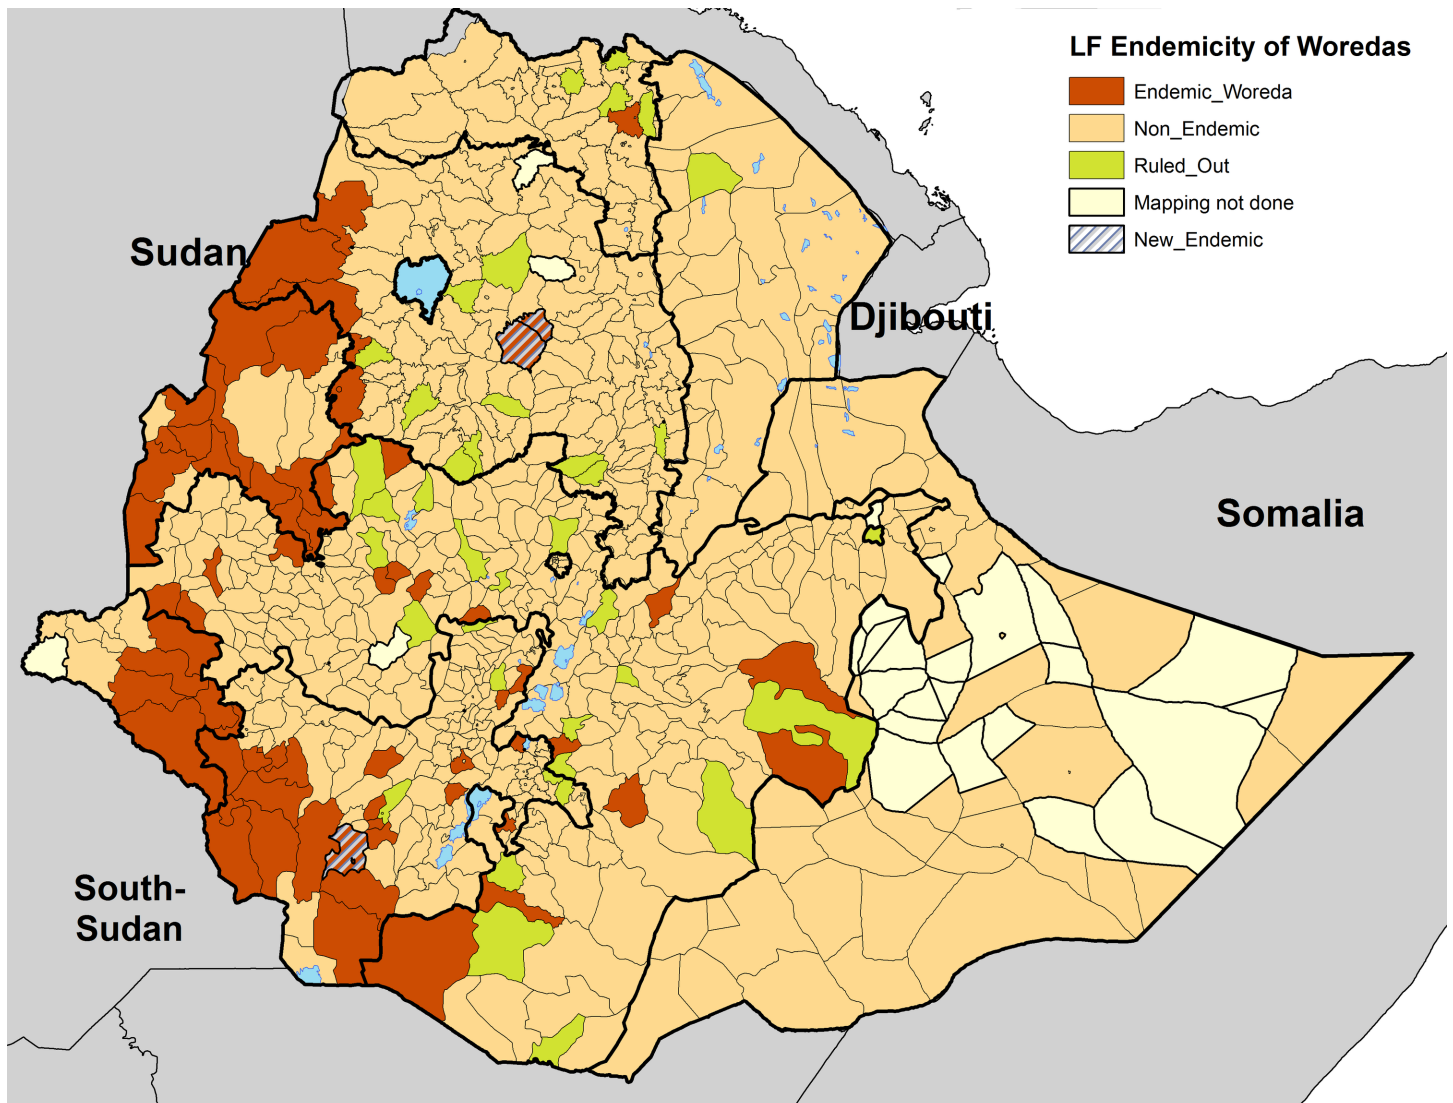 LF Endemicity of Woredas
Endemic_Woreda
Non_Endemic
Ruled_Out
Mapping not done
New_Endemic
Sudan
Djibouti
Somalia
South-
Sudan